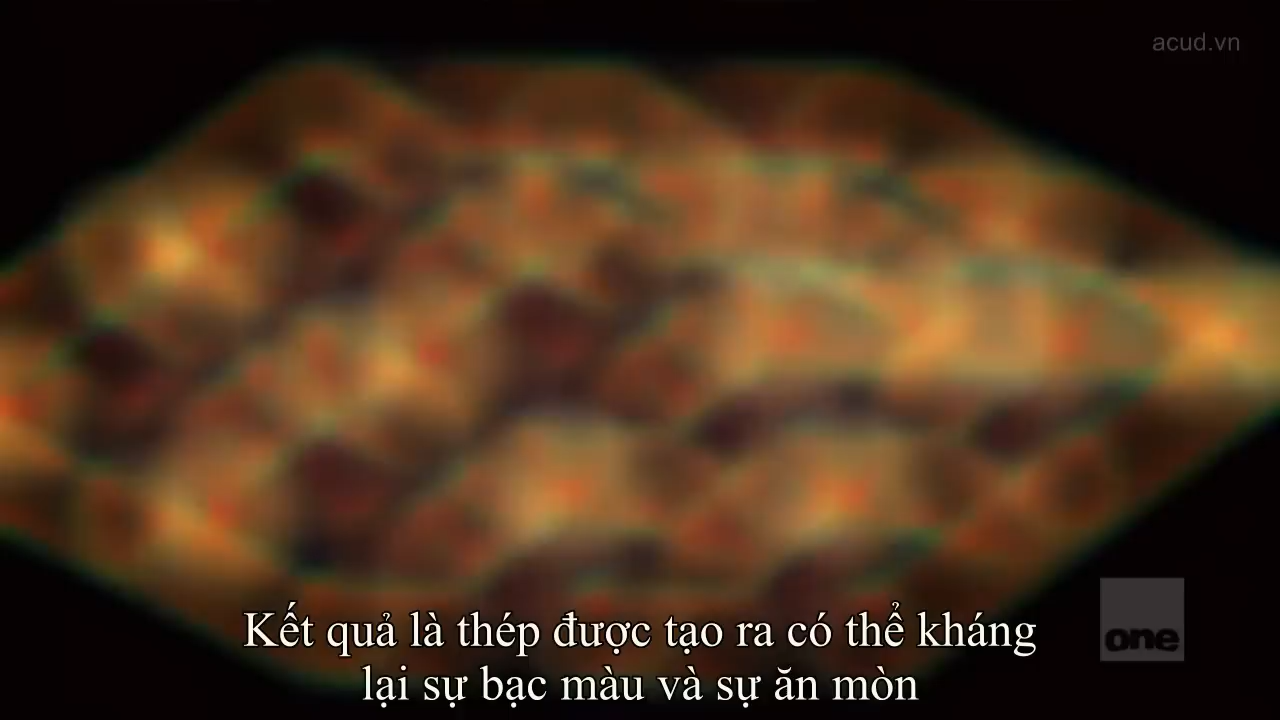 acud.vn
one
Kết quả là thép được tạo ra có thể kháng
lại sự bạc màu và sự ăn mòn